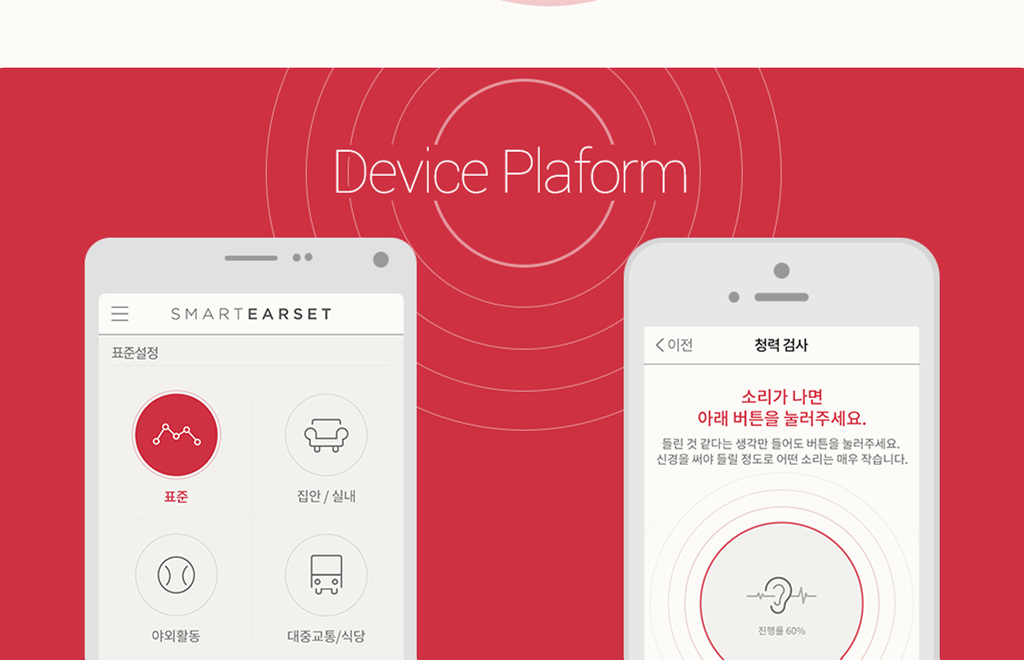 Device Plaform
SMARTEARSET
표준설정
표준
집안 / 실내
야외활동
대중교통/식당
이전
청력 검사
소리가 나면
아래 버튼을 눌러주세요.
들린 것 같다는 생각만 들어도 버튼을 눌러주세요.
신경을 써야 들릴 정도로 어떤 소리는 매우 작습니다.
진행률 60%